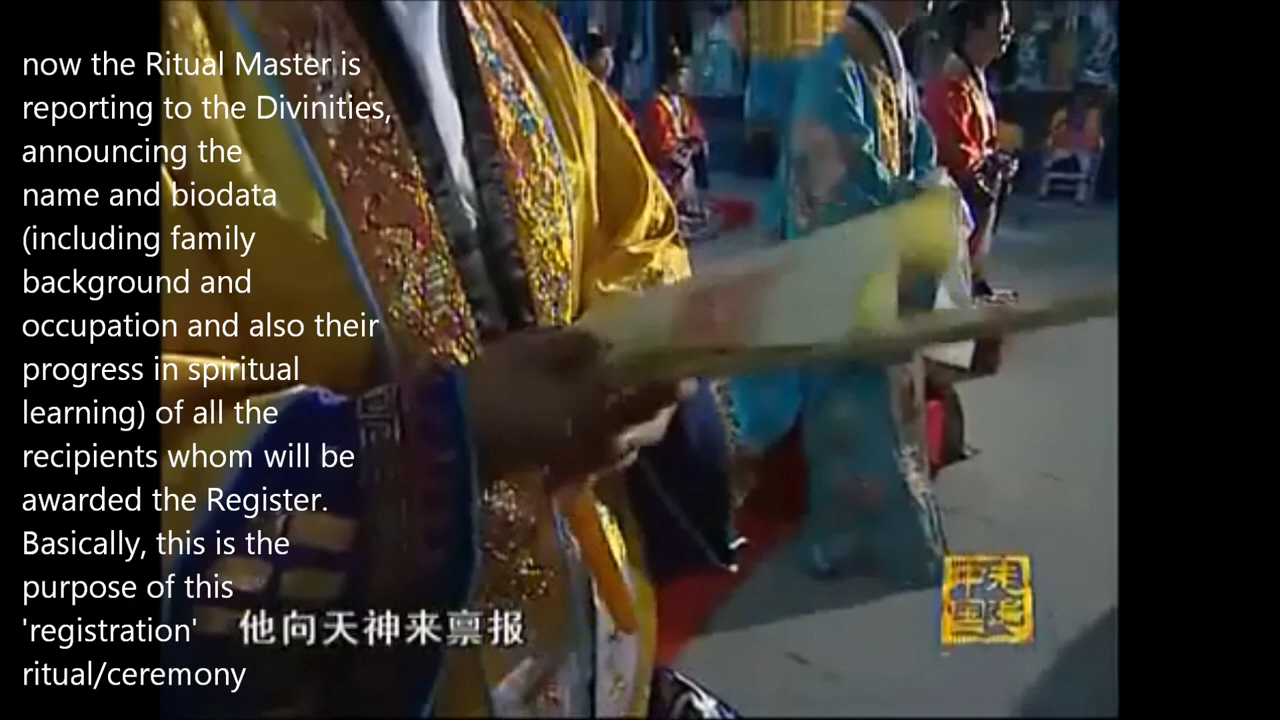 now the Ritual Master is
reporting to the Divinities,
announcing the
name and biodata
(including family
background and
occupation and also their
progress in spiritual
learning) of all the
recipients whom will be
awarded the Register.
Basically, this is the
purpose of this
'registration'
ritual/ceremony
他向天神来禀报